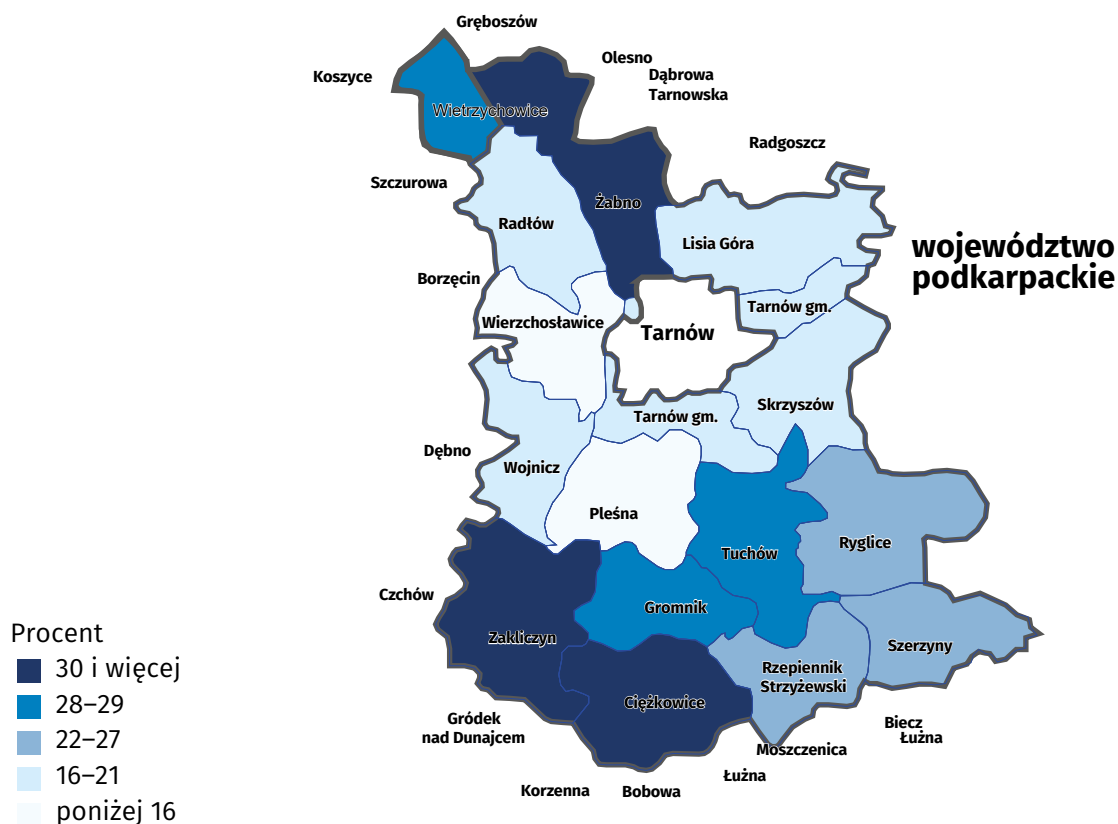 Gręboszów
Olesno
Koszyce
Dąbrowa
Tarnowska
Wietrzychowice
Radgoszcz
Szczurowa
Żabno
Radłów
Lisia Góra
województwo
podkarpackie
Borzęcin
Tarnów gm.
Wierzchosławice
Tarnów
Skrzyszów
Tarnów gm.
Dębno
Wojnicz
Pleśna
Ryglice
Tuchów
Czchów
Gromnik
Zakliczyn
Szerzyny
Rzepiennik
Strzyżewski
Ciężkowice
Gródek
nad Dunajcem
Biecz
Łużna
Moszczenica
Łużna
Korzenna
Bobowa
Procent
30 i więcej
28–29
22–27
16–21
poniżej 16